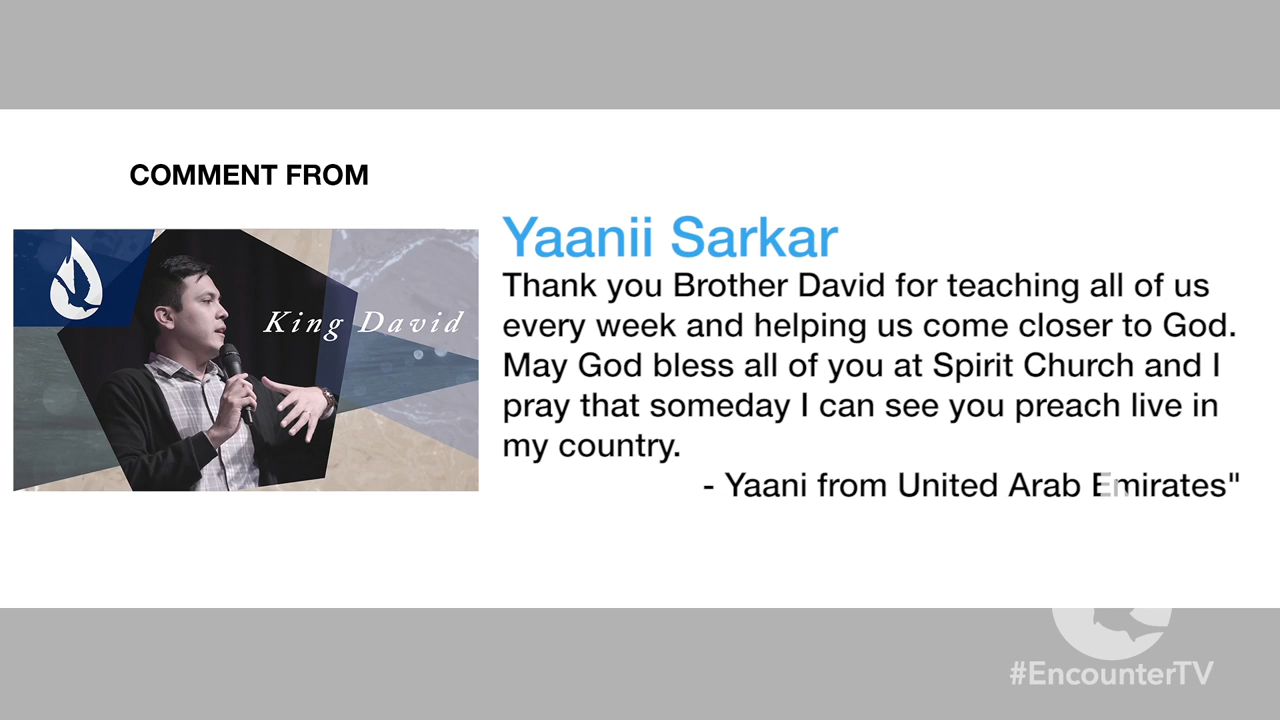 COMMENT FROM
King David
Yaanii Sarkar
Thank you Brother David for teaching all of us
every week and helping us come closer to God.
May God bless all of you at Spirit Church and I
pray that someday I can see you preach live in
my country.
- Yaani from United Arab Emirates"
#EncounterTV